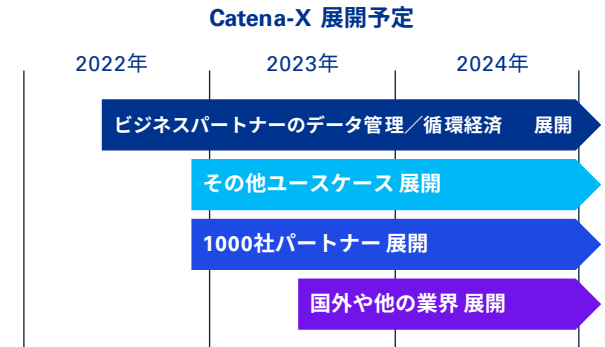 Catena-X 展開予定
2022年 2023年 2024年
ビジネスパートナーのデータ管理／循環経済　展開
その他ユースケース 展開
1000社パートナー 展開
国外や他の業界 展開